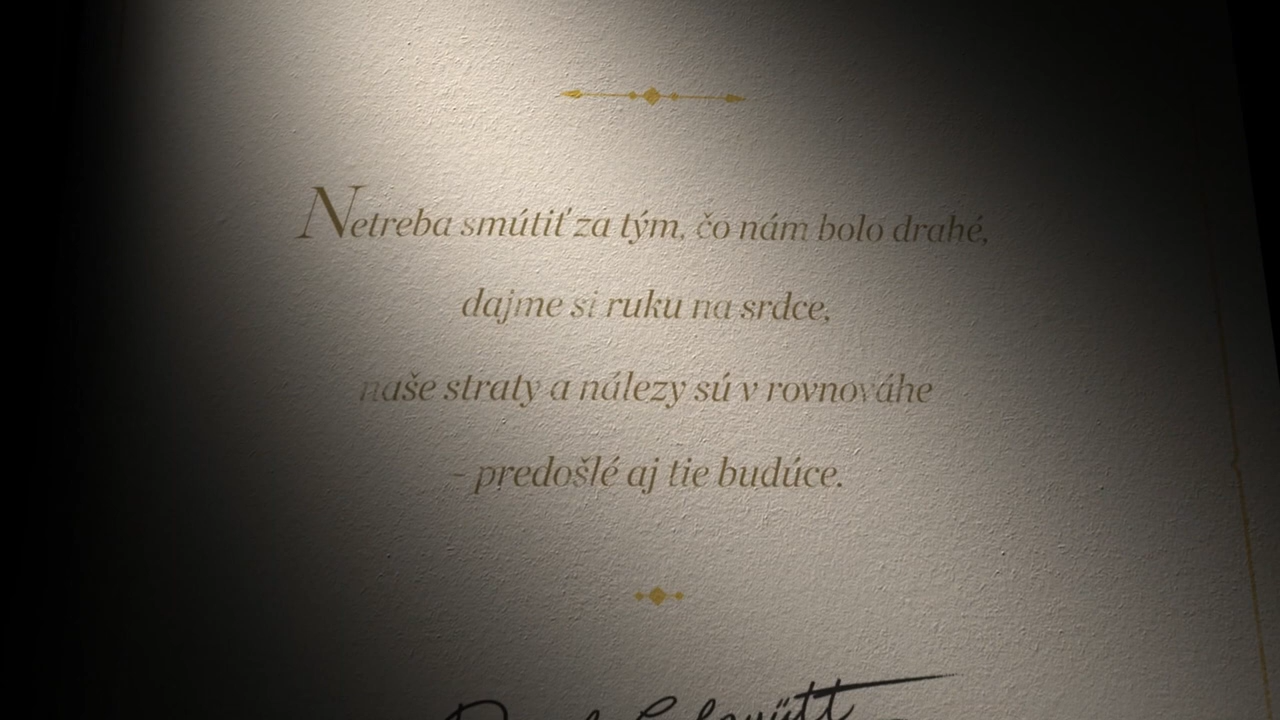 Netreba smútiť za tým, čo nám bolo drahé,
dajme si ruku na srdce,
naše straty a nálezy sú v rovnováhe
– predošlé aj tie budúce.